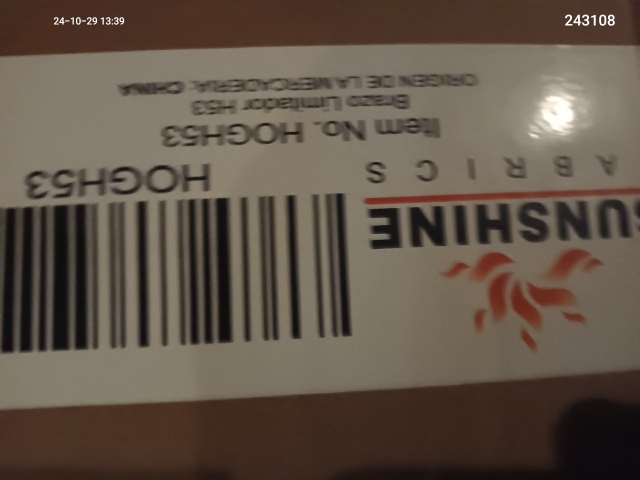 24-10-29 13:39
243108
SUNSHINE
ABRICS
HOGH53
Item No. HOGH53
Brazo Limitador H53
ORIGEN DE LA MERCADERIA: CHINA